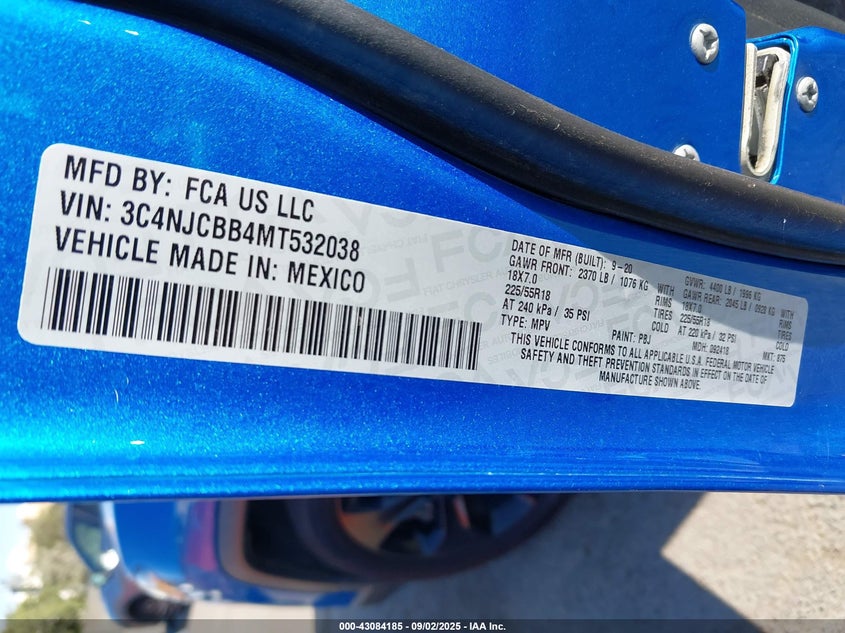 MFD BY: FCA US LLC
VIN: 3C4NJCBB4MT532038
VEHICLE MADE IN: MEXICO
DATE OF MFR (BUILT): 9-20 GVWR: 4400 LB / 1996 KG
GAWR FRONT: 2370 LB / 1076 KG WITH GAWR REAR: 2045 LB / 0928 KG WITH
18X7.0 RIMS 18X7.0 RIMS
225/55R18 TIRES 225/55R18 TIRES
AT 240 kPa / 35 PSI COLD AT 220 kPa / 32 PSI COLD
TYPE: MPV PAINT: PBJ MDH: 092418 MKT: 875
THIS VEHICLE CONFORMS TO ALL APPLICABLE U.S.A. FEDERAL MOTOR VEHICLE
SAFETY AND THEFT PREVENTION STANDARDS IN EFFECT ON THE DATE OF
MANUFACTURE SHOWN ABOVE.
000-43084185 - 09/02/2025 - IAA Inc.